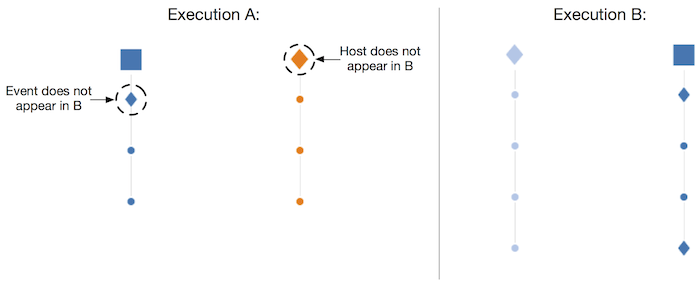 Execution A:
Execution B:
Host does not
appear in B
Event does not
appear in B